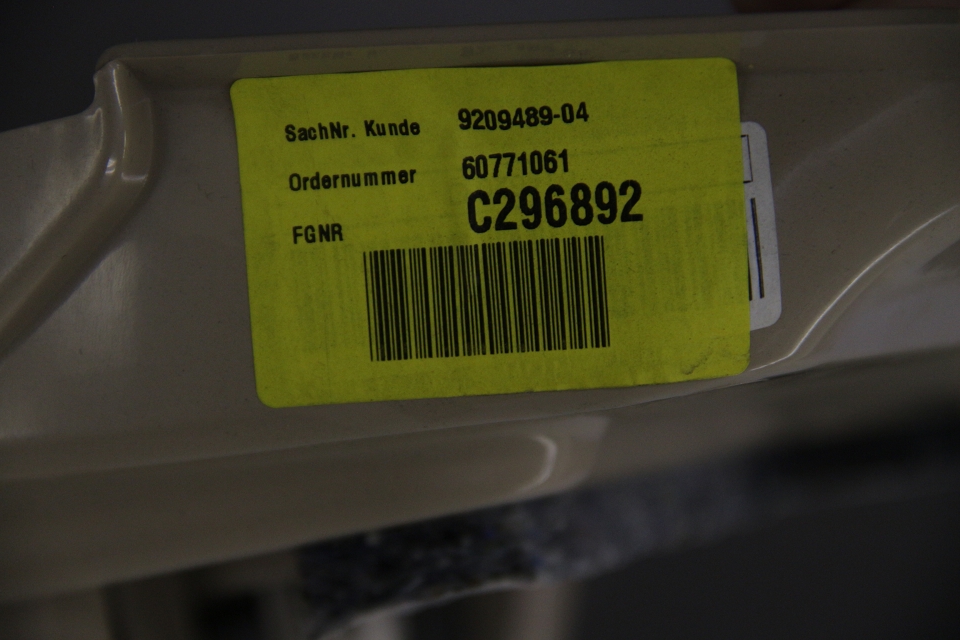 SachNr. Kunde 9209489-04
Ordernummer 60771061
FGNR C296892